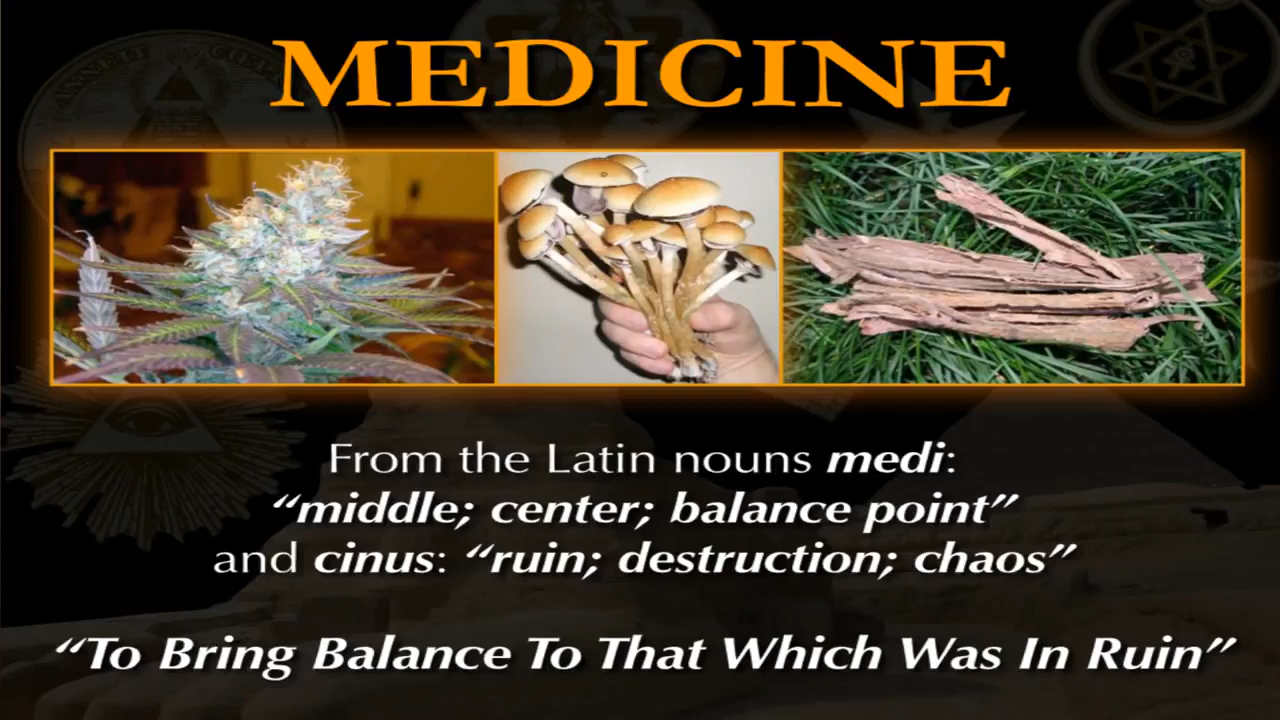 MEDICINE
From the Latin nouns medi:
“middle; center; balance point”
and cinus: “ruin; destruction; chaos”
“To Bring Balance To That Which Was In Ruin”